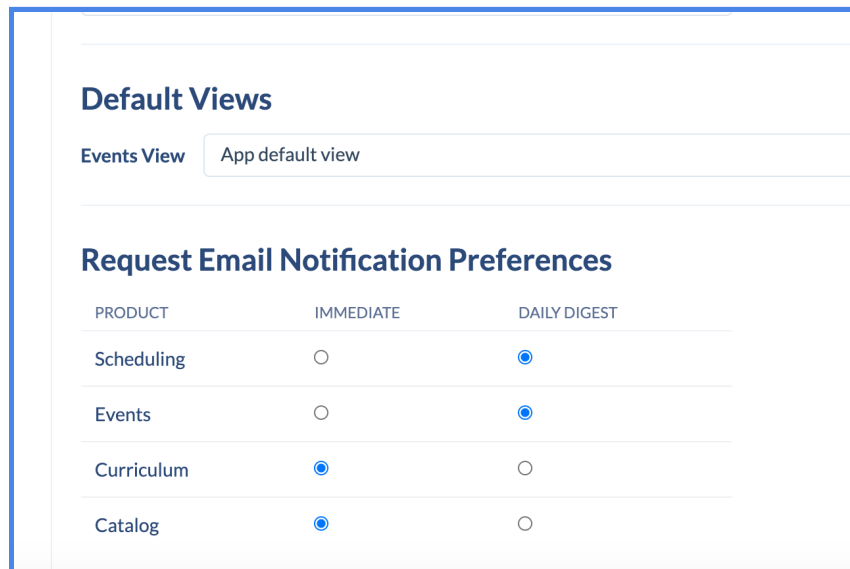 Default Views
Events View App default view
Request Email Notification Preferences
PRODUCT IMMEDIATE DAILY DIGEST
Scheduling
Events
Curriculum
Catalog